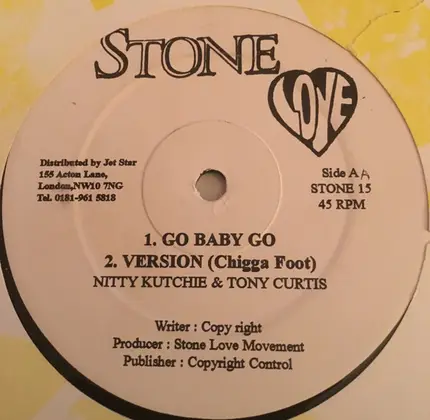 STONE
LOVE
Distributed by Jet Star
155 Acton Lane,
London,NW10 7NG
Tel. 0181-961 5818
Side A A
STONE 15
45 RPM
1. GO BABY GO
2. VERSION (Chigga Foot)
NITTY KUTCHIE & TONY CURTIS
Writer : Copy right
Producer : Stone Love Movement
Publisher : Copyright Control